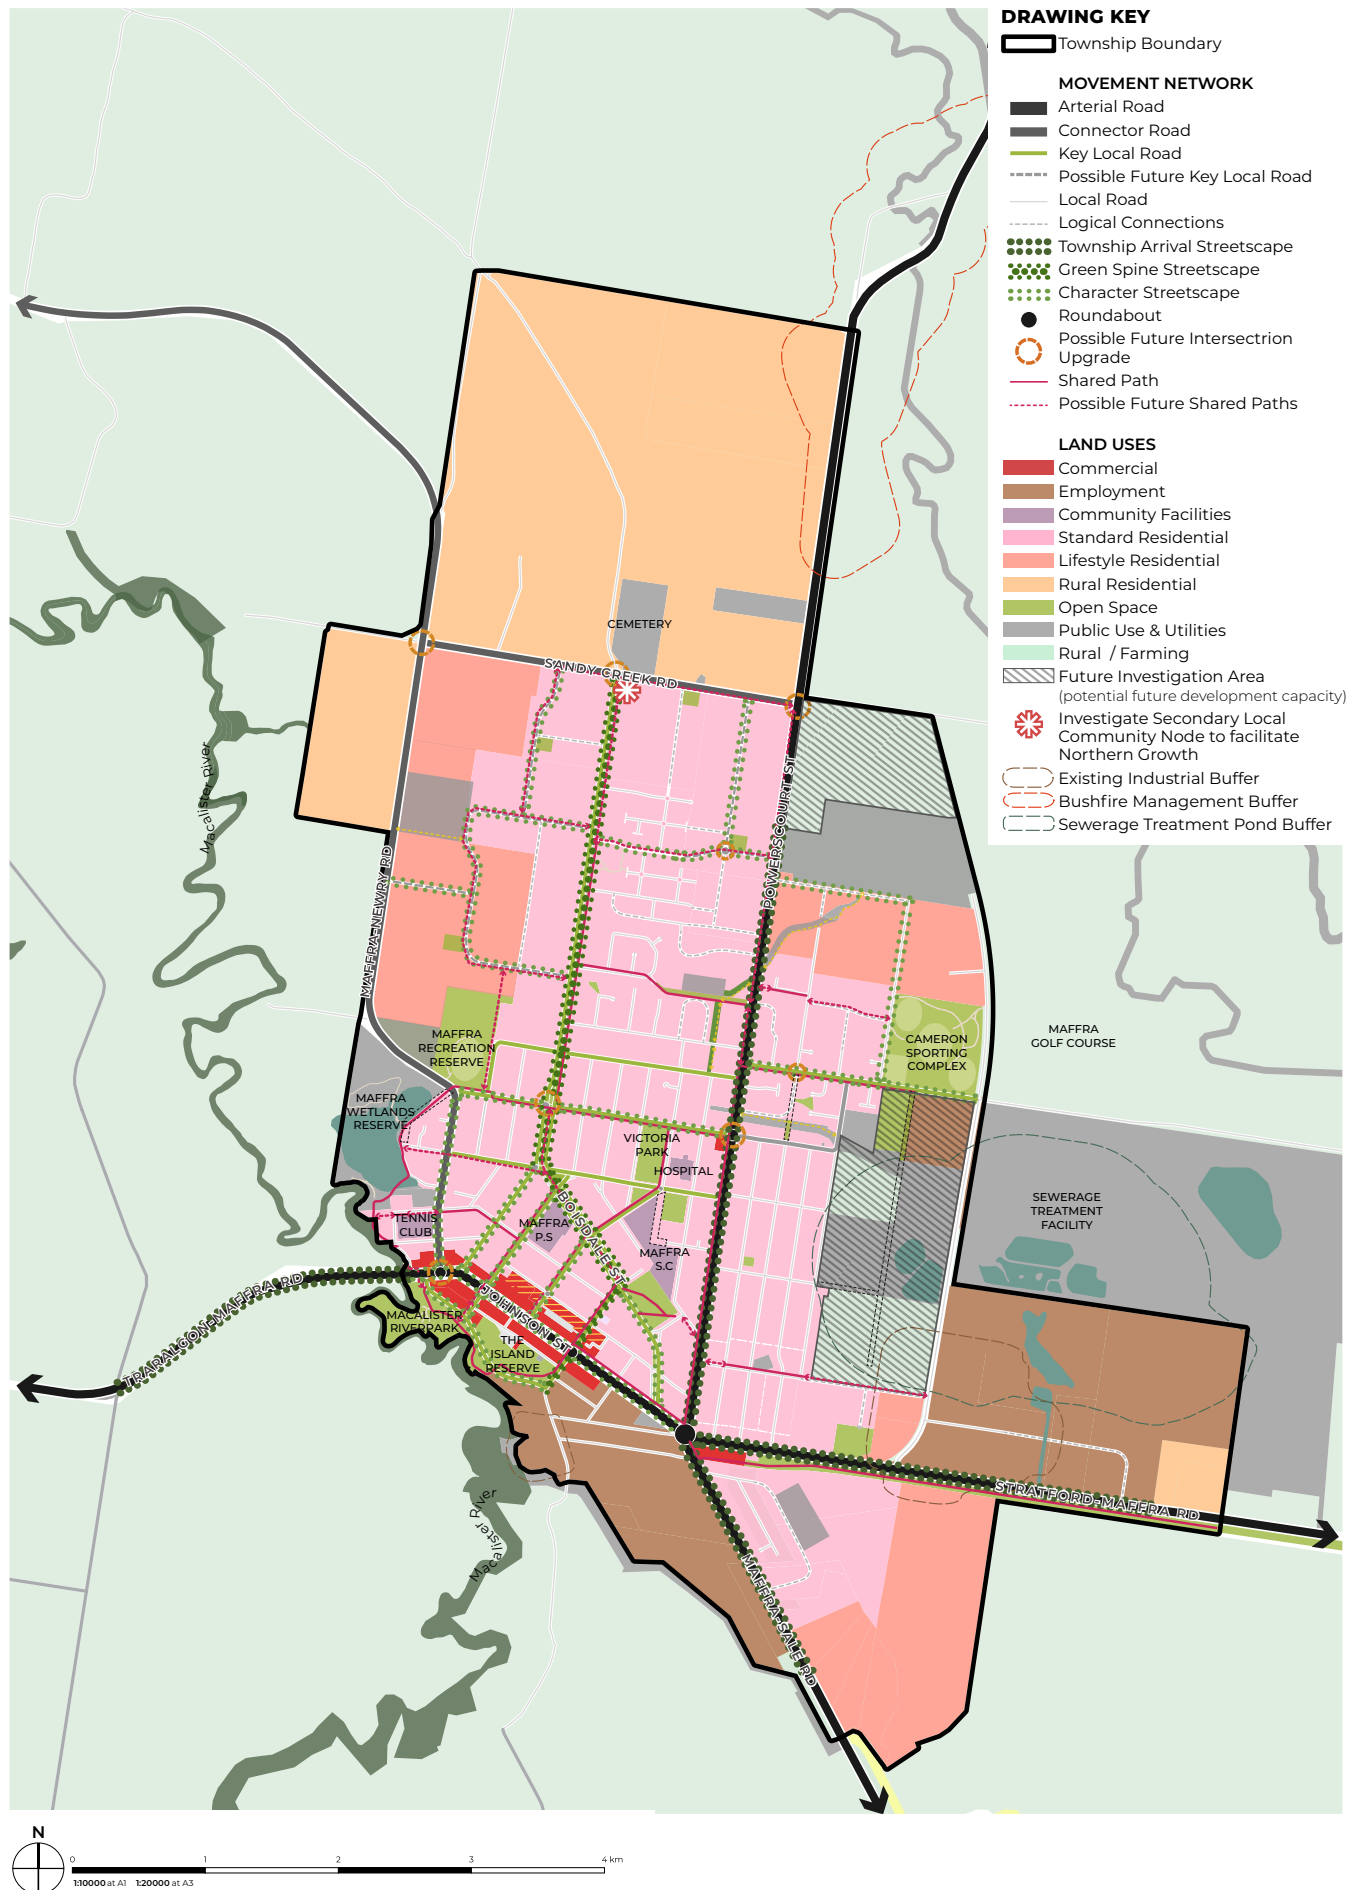 DRAWING KEY
Township Boundary
MOVEMENT NETWORK
Arterial Road
Connector Road
Key Local Road
Possible Future Key Local Road
Local Road
Logical Connections
Township Arrival Streetscape
Green Spine Streetscape
Character Streetscape
Roundabout
Possible Future Intersectrion
Upgrade
Shared Path
Possible Future Shared Paths
LAND USES
Commercial
Employment
Community Facilities
Standard Residential
Lifestyle Residential
Rural Residential
Open Space
Public Use & Utilities
Rural / Farming
Future Investigation Area
(potential future development capacity)
Investigate Secondary Local
Community Node to facilitate
Northern Growth
Existing Industrial Buffer
Bushfire Management Buffer
Sewerage Treatment Pond Buffer
CEMETERY
SANDY CREEK RD
Macalister River
POWERSCOURT ST
MAFFRA-NEWRY RD
MAFFRA
RECREATION
RESERVE
CAMERON
SPORTING
COMPLEX
MAFFRA
GOLF COURSE
MAFFRA
WETLANDS
RESERVE
VICTORIA
PARK
HOSPITAL
SEWERAGE
TREATMENT
FACILITY
TENNIS
CLUB
MAFFRA
P.S
BOISDALE ST
MAFFRA
S.C
TRARALGON-MAFFRA RD
JOHNSON ST
MACALISTER
RIVERPARK
THE
ISLAND
RESERVE
STRATFORD-MAFFRA RD
Macalister River
MAFFRA-SALE RD
N
0 1 2 3 4 km
1:10000 at A1 1:20000 at A3